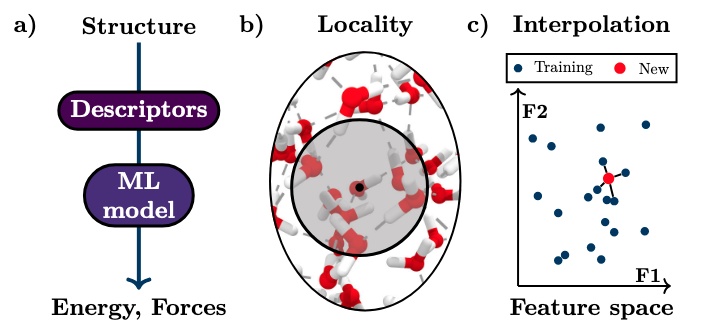 a)
Structure
Descriptors
ML
model
Energy, Forces
b)
Locality
c)
Interpolation
Training
New
F2
F1
Feature space